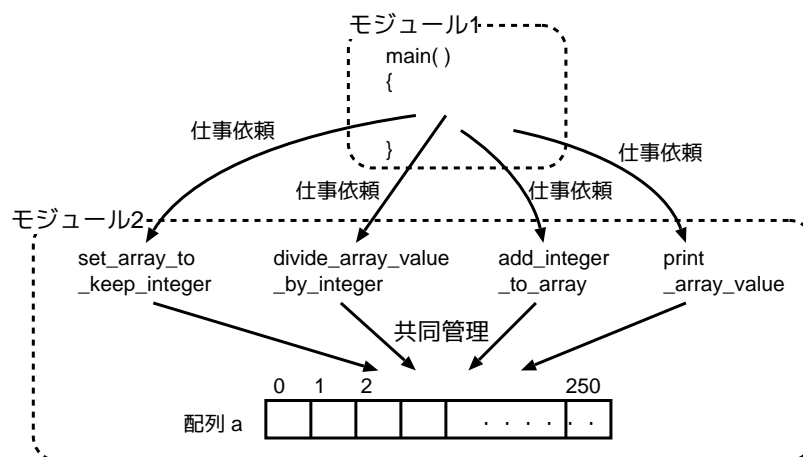 モジュール1
main( )
{
}
仕事依頼
仕事依頼
仕事依頼
仕事依頼
モジュール2
set_array_to
_keep_integer
divide_array_value
_by_integer
add_integer
_to_array
print
_array_value
共同管理
0 1 2 250
配列 a . . . . . .